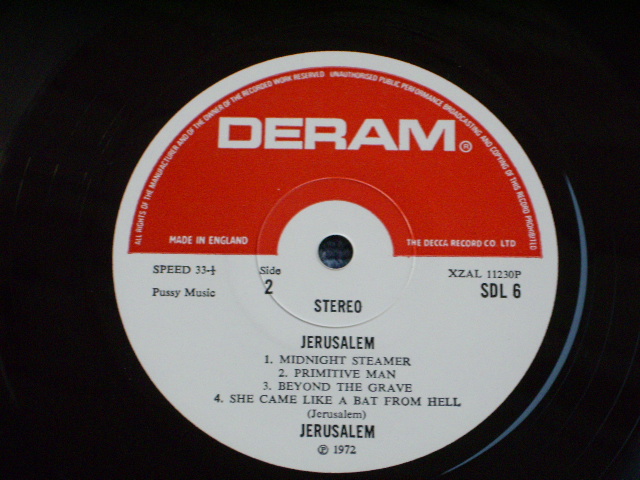 ALL RIGHTS OF THE MANUFACTURER AND OF THE OWNER OF THE RECORDED WORK RESERVED UNAUTHORISED PUBLIC PERFORMANCE BROADCASTING AND COPYING OF THIS RECORD PROHIBITED
DERAM®
MADE IN ENGLAND THE DECCA RECORD CO. LTD
SPEED 33⅓ Side XZAL 11230P
Pussy Music 2 SDL 6
STEREO
JERUSALEM
1. MIDNIGHT STEAMER
2. PRIMITIVE MAN
3. BEYOND THE GRAVE
4. SHE CAME LIKE A BAT FROM HELL
(Jerusalem)
JERUSALEM
℗ 1972